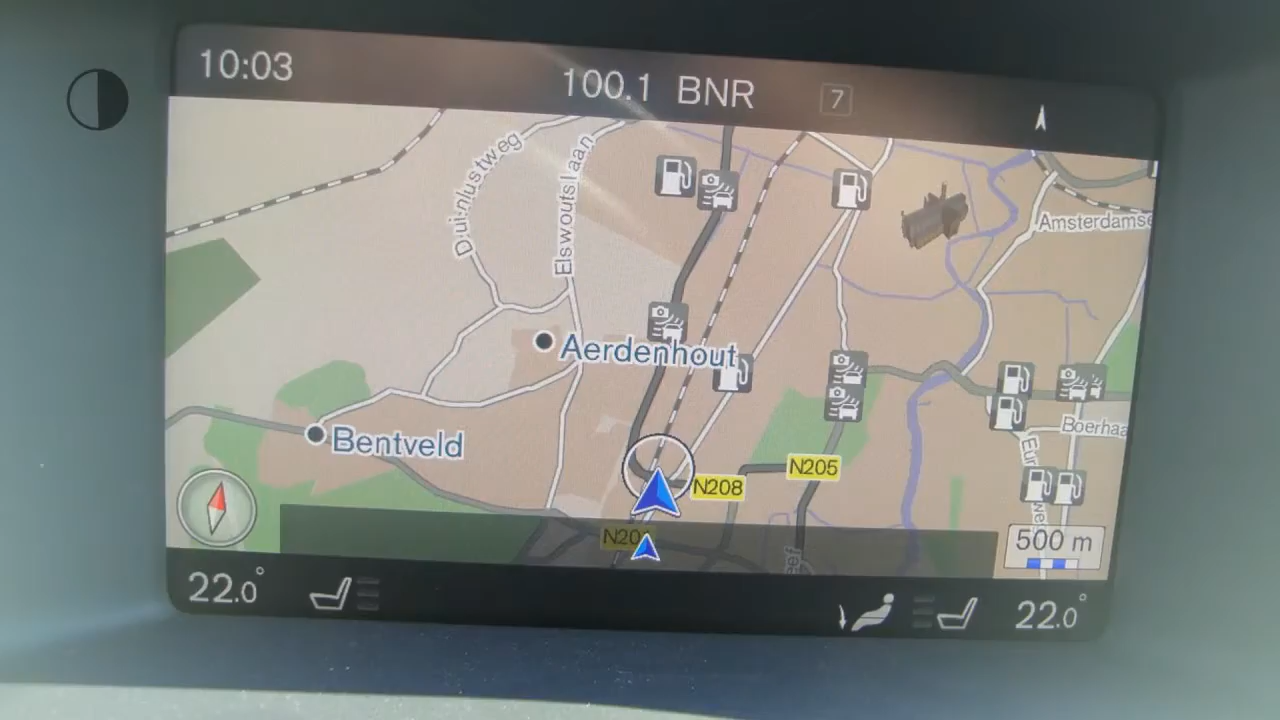 10:03
100.1 BNR
7
Duinlustweg
Elswoutslaan
Amsterdamse
Aerdenhout
Bentveld
Boerhaa
N205
N208
500 m
22.0°
22.0°